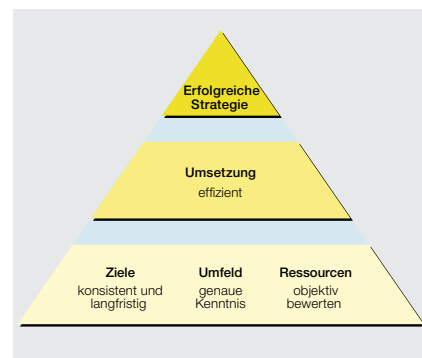 Erfolgreiche
Strategie
Umsetzung
effizient
Ziele
konsistent und
langfristig
Umfeld
genaue
Kenntnis
Ressourcen
objektiv
bewerten